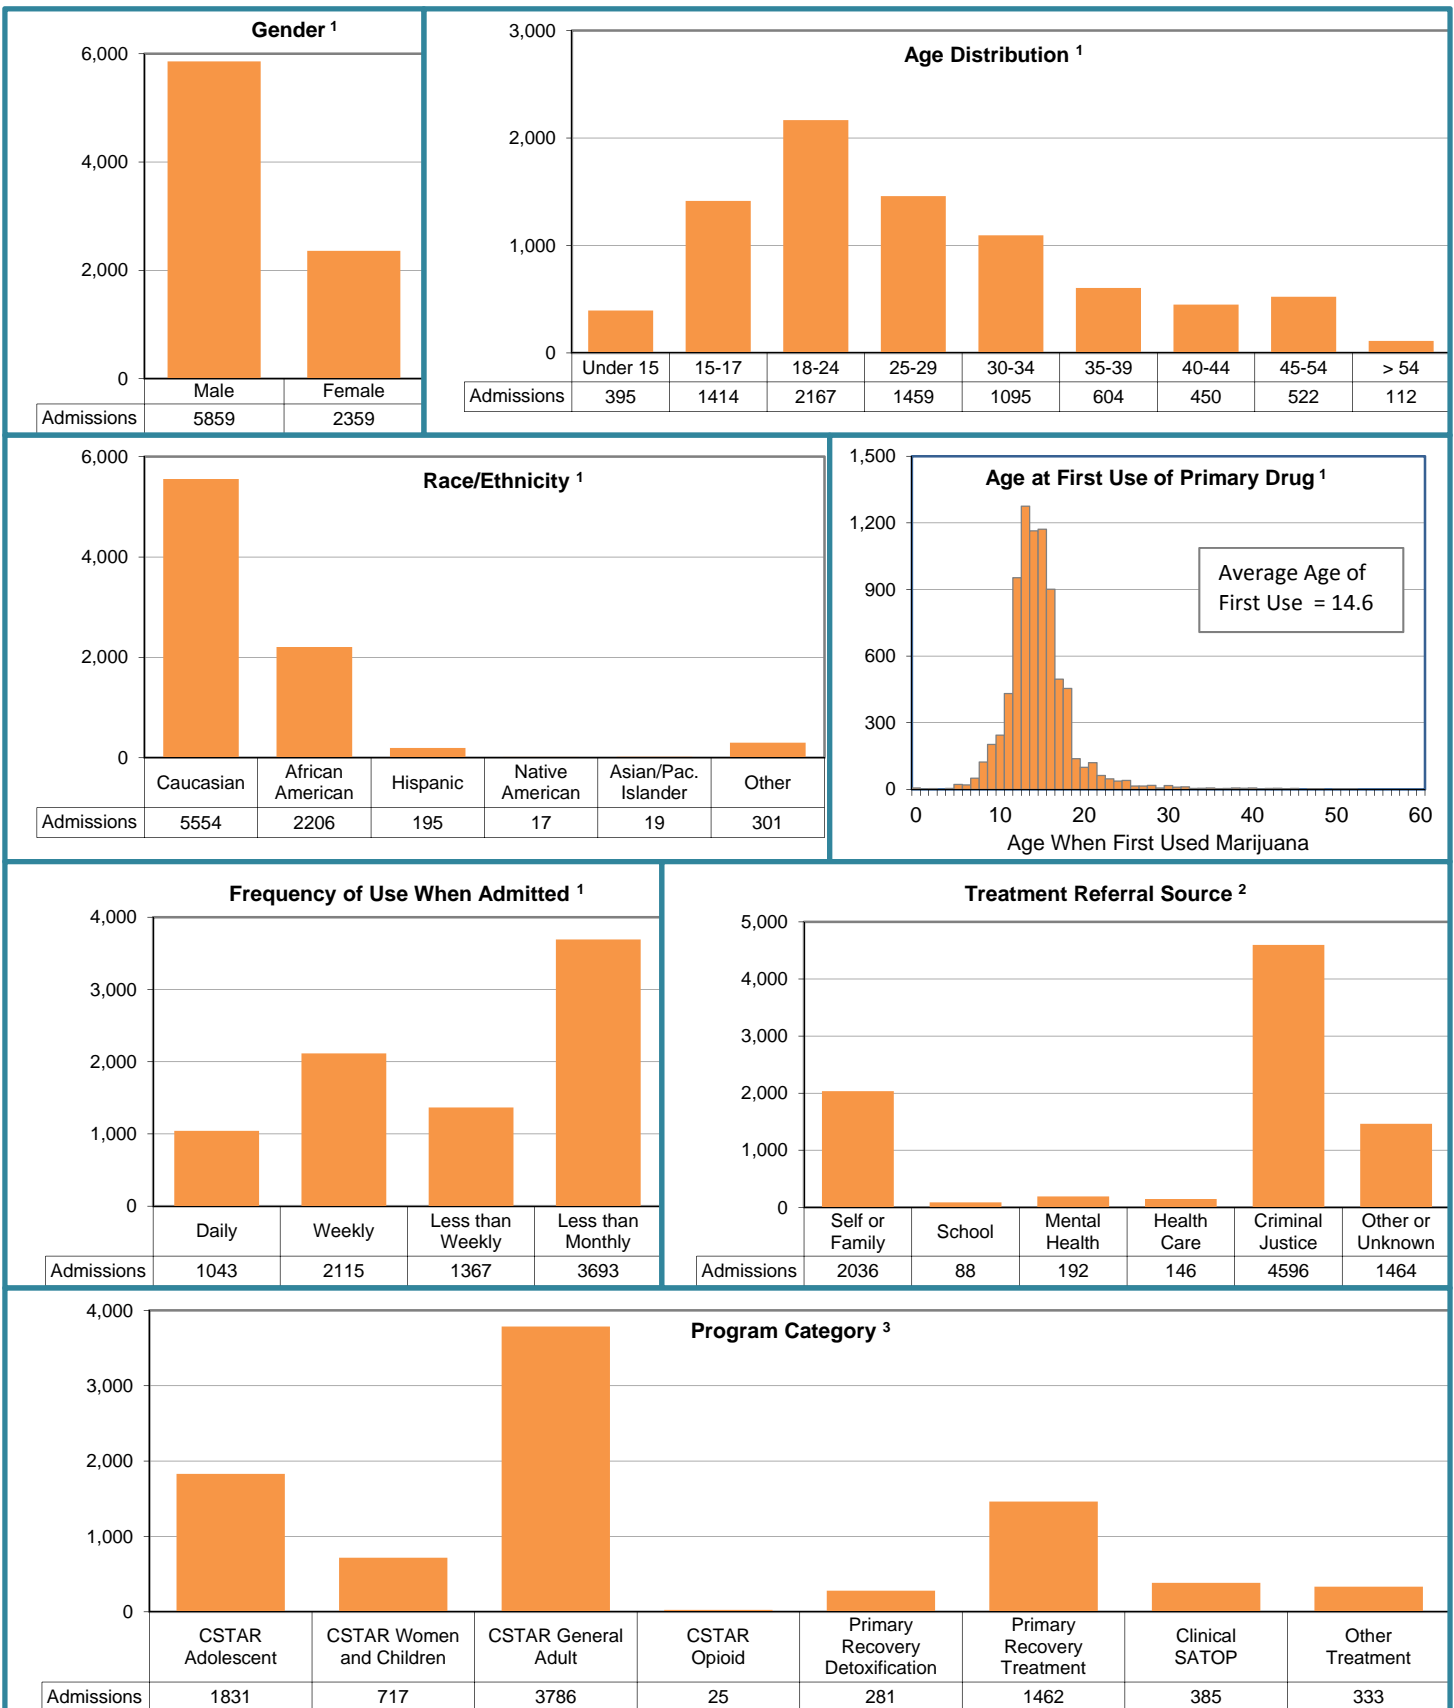 Gender 1
6,000
4,000
2,000
0
Male Female
Admissions 5859 2359
Age Distribution 1
3,000
2,000
1,000
0
Under 15 15-17 18-24 25-29 30-34 35-39 40-44 45-54 > 54
Admissions 395 1414 2167 1459 1095 604 450 522 112
Race/Ethnicity 1
6,000
4,000
2,000
0
Caucasian African American Hispanic Native American Asian/Pac. Islander Other
Admissions 5554 2206 195 17 19 301
Age at First Use of Primary Drug 1
1,500
1,200
900
600
300
0
Average Age of
First Use = 14.6
0 10 20 30 40 50 60
Age When First Used Marijuana
Frequency of Use When Admitted 1
4,000
3,000
2,000
1,000
0
Daily Weekly Less than Weekly Less than Monthly
Admissions 1043 2115 1367 3693
Treatment Referral Source 2
5,000
4,000
3,000
2,000
1,000
0
Self or Family School Mental Health Health Care Criminal Justice Other or Unknown
Admissions 2036 88 192 146 4596 1464
Program Category 3
4,000
3,000
2,000
1,000
0
CSTAR Adolescent CSTAR Women and Children CSTAR General Adult CSTAR Opioid Primary Recovery Detoxification Primary Recovery Treatment Clinical SATOP Other Treatment
Admissions 1831 717 3786 25 281 1462 385 333